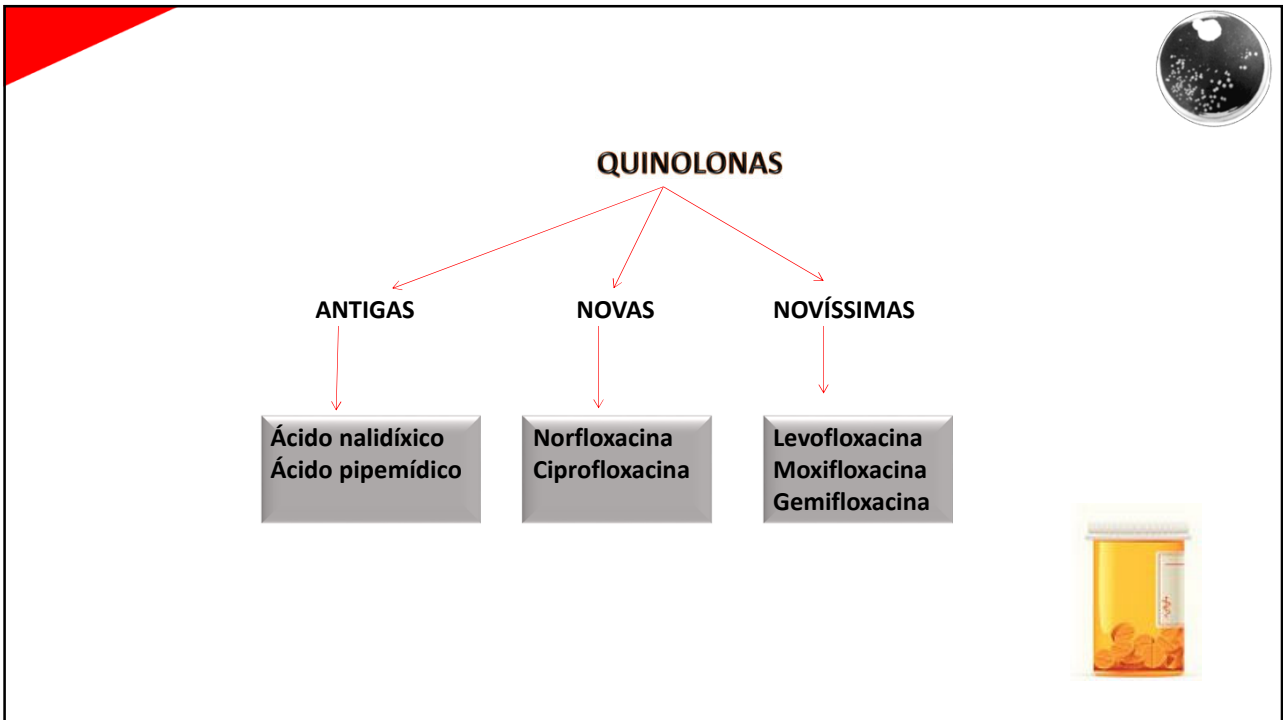 QUINOLONAS
ANTIGAS
NOVAS
NOVÍSSIMAS
Ácido nalidíxico
Ácido pipemídico
Norfloxacina
Ciprofloxacina
Levofloxacina
Moxifloxacina
Gemifloxacina